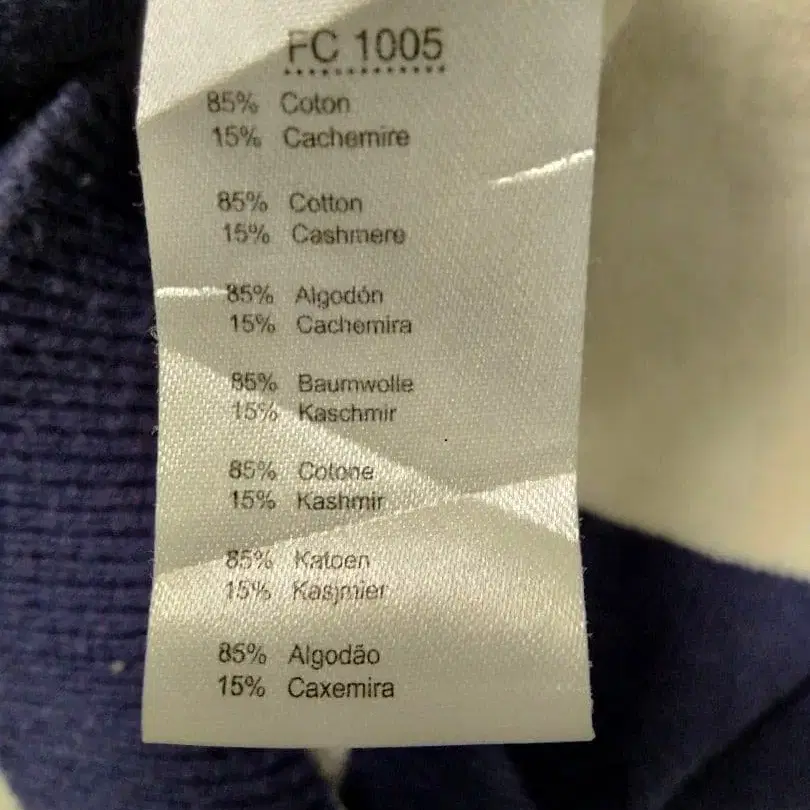 FC 1005
85% Coton
15% Cachemire
85% Cotton
15% Cashmere
85% Algodón
15% Cachemira
85% Baumwolle
15% Kaschmir
85% Cotone
15% Kashmir
85% Katoen
15% Kasjmier
85% Algodão
15% Caxemira